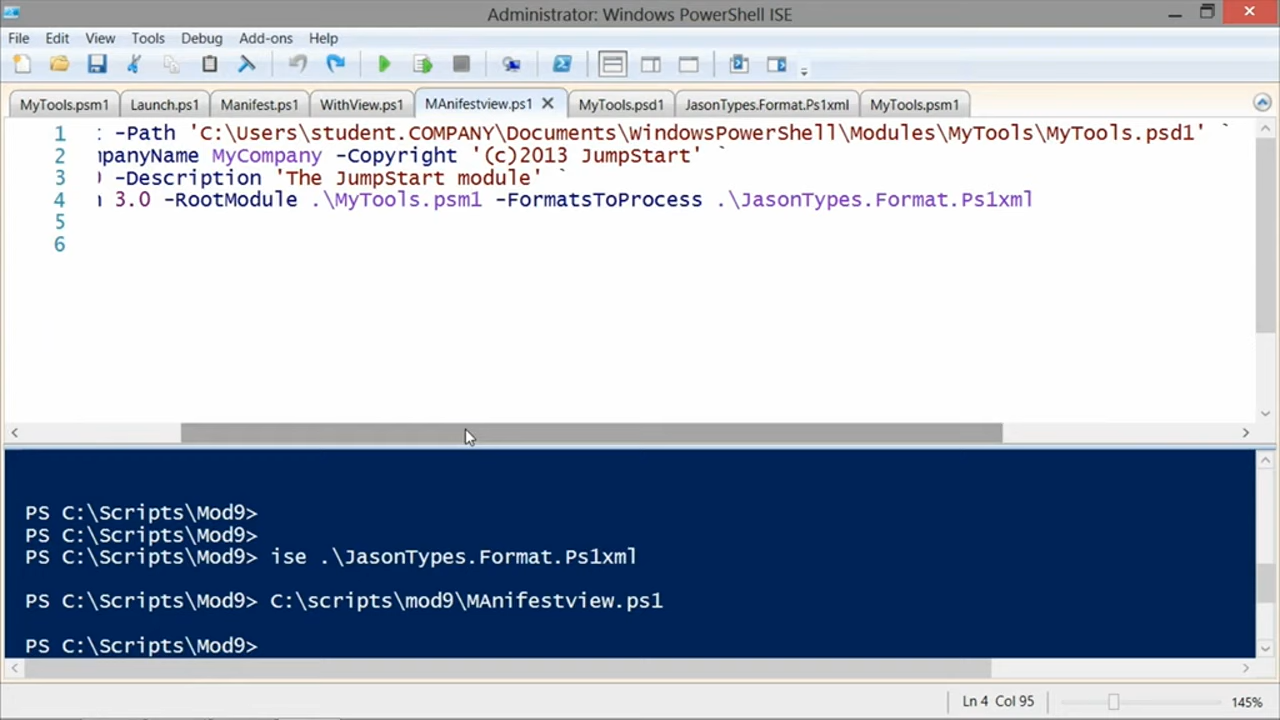 Administrator: Windows PowerShell ISE
File Edit View Tools Debug Add-ons Help
MyTools.psm1 Launch.ps1 Manifest.ps1 WithView.ps1 MAnifestview.ps1 MyTools.psd1 JasonTypes.Format.Ps1xml MyTools.psm1
1 -Path 'C:\Users\student.COMPANY\Documents\WindowsPowerShell\Modules\MyTools\MyTools.psd1' `
2 panyName MyCompany -Copyright '(c)2013 JumpStart' `
3 -Description 'The JumpStart module' `
4 3.0 -RootModule .\MyTools.psm1 -FormatsToProcess .\JasonTypes.Format.Ps1xml
5
6
PS C:\Scripts\Mod9>
PS C:\Scripts\Mod9>
PS C:\Scripts\Mod9> ise .\JasonTypes.Format.Ps1xml
PS C:\Scripts\Mod9> C:\scripts\mod9\MAnifestview.ps1
PS C:\Scripts\Mod9>
Ln 4 Col 95 145%